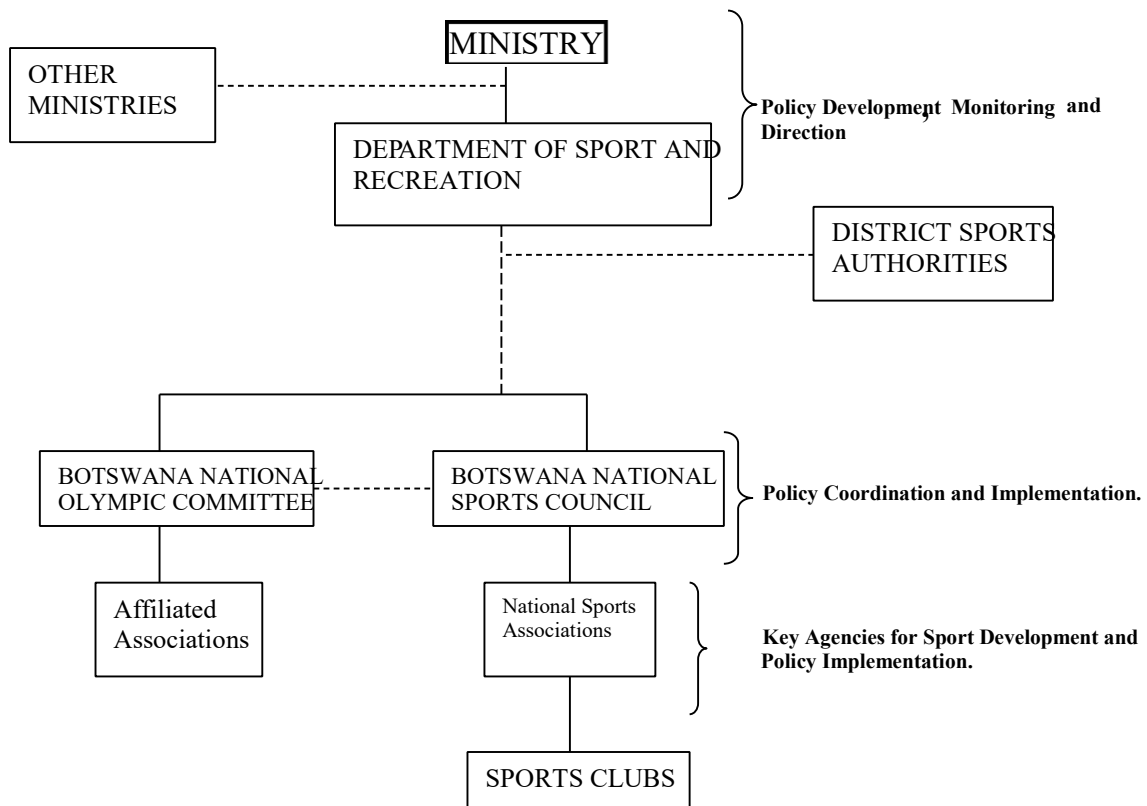 MINISTRY
OTHER
MINISTRIES
Policy Development, Monitoring and
Direction
DEPARTMENT OF SPORT AND
RECREATION
DISTRICT SPORTS
AUTHORITIES
BOTSWANA NATIONAL
OLYMPIC COMMITTEE
BOTSWANA NATIONAL
SPORTS COUNCIL
Policy Coordination and Implementation.
Affiliated
Associations
National Sports
Associations
Key Agencies for Sport Development and
Policy Implementation.
SPORTS CLUBS